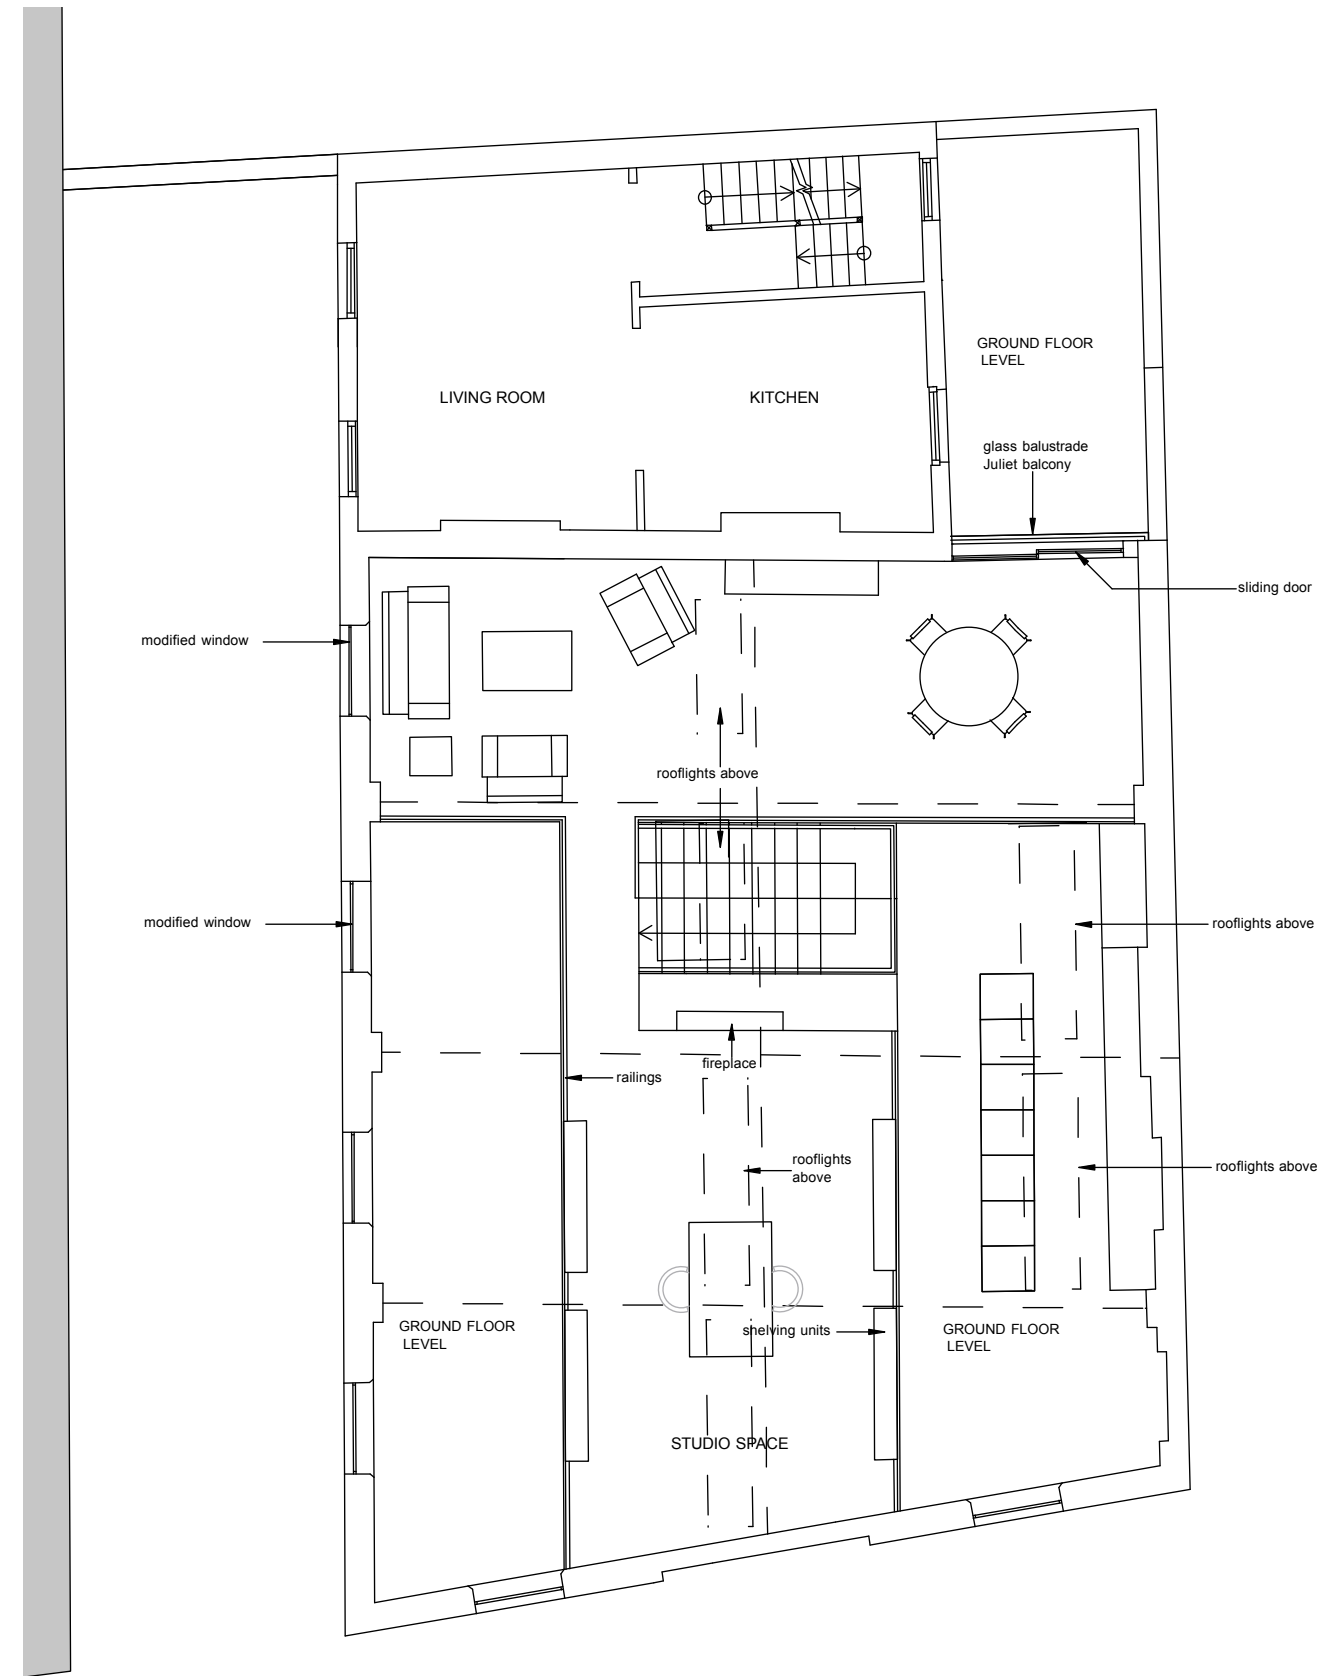 GROUND FLOOR
LEVEL
LIVING ROOM
KITCHEN
glass balustrade
Juliet balcony
sliding door
modified window
rooflights above
modified window
rooflights above
fireplace
railings
rooflights
above
rooflights above
GROUND FLOOR
LEVEL
shelving units
GROUND FLOOR
LEVEL
STUDIO SPACE